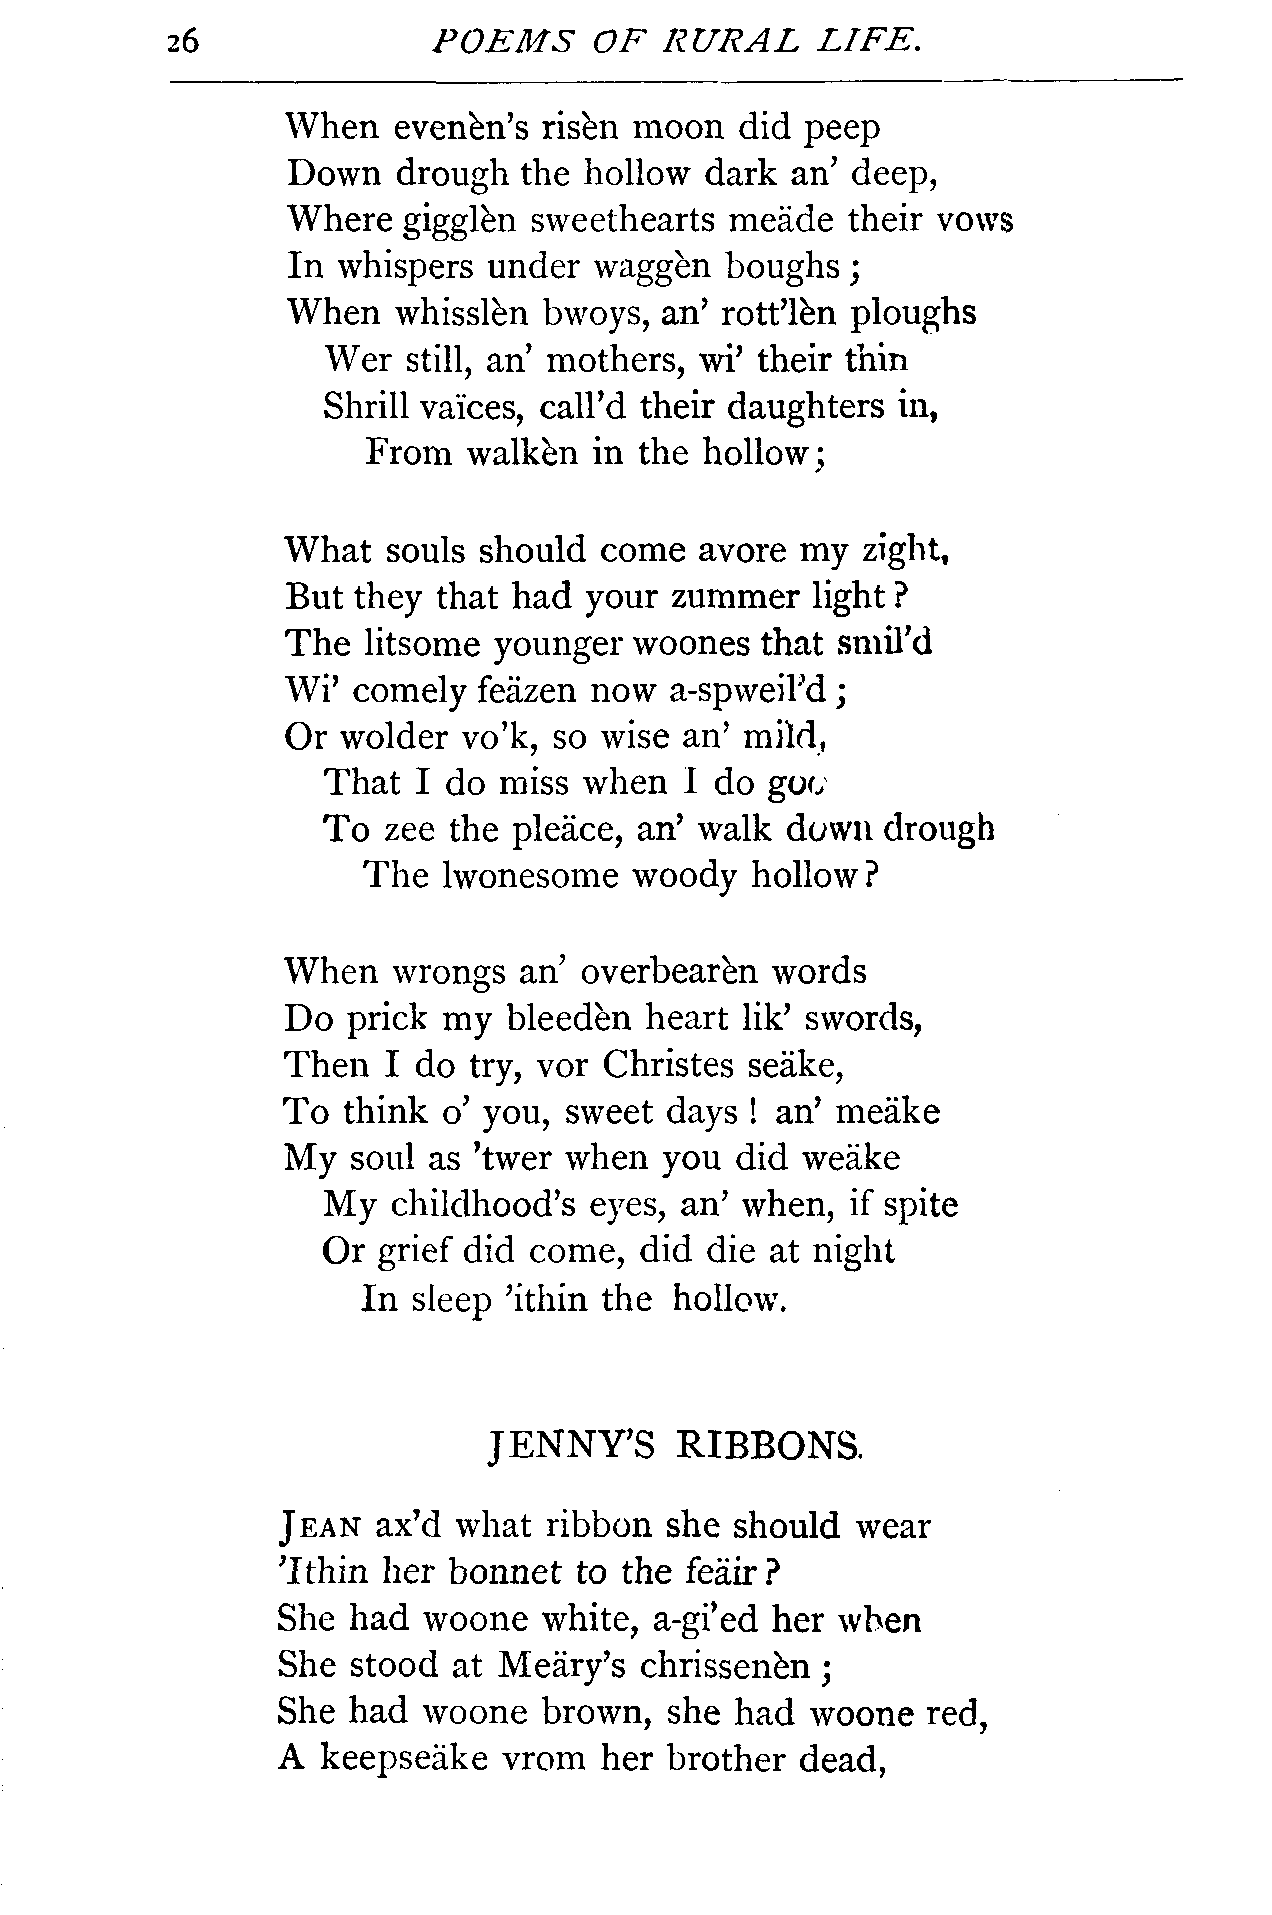 26 POEMS OF RURAL LIFE.
When evenèn's risèn moon did peep
Down drough the hollow dark an' deep,
Where gigglèn sweethearts meäde their vows
In whispers under waggèn boughs ;
When whisslèn bwoys, an' rott'lèn ploughs
Wer still, an' mothers, wi' their thin
Shrill vaïces, call'd their daughters in,
From walkèn in the hollow;
What souls should come avore my zight,
But they that had your zummer light ?
The litsome younger woones that smil'd
Wi' comely feäzen now a-spweil'd ;
Or wolder vo'k, so wise an' mild,
That I do miss when I do goo
To zee the pleäce, an' walk down drough
The lwonesome woody hollow ?
When wrongs an' overbearèn words
Do prick my bleedèn heart lik' swords,
Then I do try, vor Christes seäke,
To think o' you, sweet days ! an' meäke
My soul as 'twer when you did weäke
My childhood's eyes, an' when, if spite
Or grief did come, did die at night
In sleep 'ithin the hollow.
JENNY'S RIBBONS.
JEAN ax'd what ribbon she should wear
'Ithin her bonnet to the feäir ?
She had woone white, a-gi'ed her when
She stood at Meäry's chrissenèn ;
She had woone brown, she had woone red,
A keepseäke vrom her brother dead,